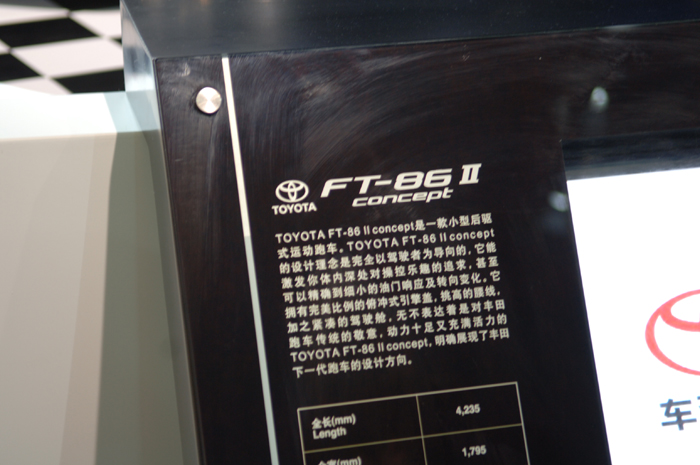 TOYOTA
FT-86 II
concept
TOYOTA FT-86 II concept是一款小型后驱
式运动跑车。TOYOTA FT-86 II concept
的设计理念是完全以驾驶者为导向的，它能
激发你体内深处对操控乐趣的追求，甚至
可以精确到细小的油门响应及转向变化。它
拥有完美比例的俯冲式引擎盖，挑高的腰线，
加之紧凑的驾驶舱，无不表达着是对丰田
跑车传统的敬意，动力十足又充满活力的
TOYOTA FT-86 II concept，明确展现了丰田
下一代跑车的设计方向。
全长(mm) 4,235
Length
全宽(mm) 1,795
车